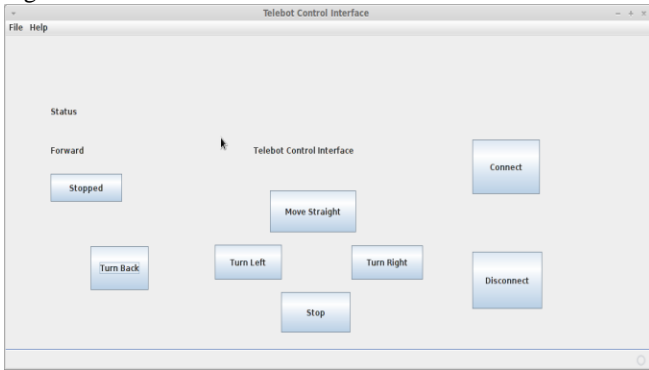 Telebot Control Interface
File Help
Status
Forward
Telebot Control Interface
Connect
Stopped
Move Straight
Turn Back
Turn Left
Turn Right
Disconnect
Stop